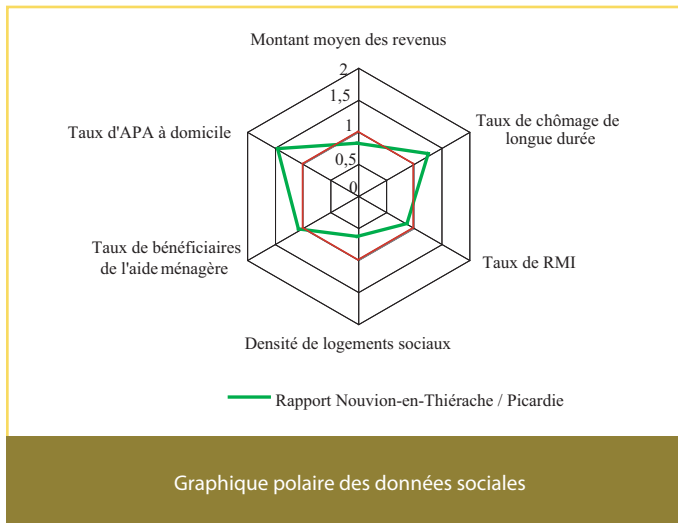 Montant moyen des revenus
2
1,5
1
0,5
0
Taux d'APA à domicile
Taux de chômage de
longue durée
Taux de bénéficiaires
de l'aide ménagère
Taux de RMI
Densité de logements sociaux
Rapport Nouvion-en-Thiérache / Picardie
Graphique polaire des données sociales